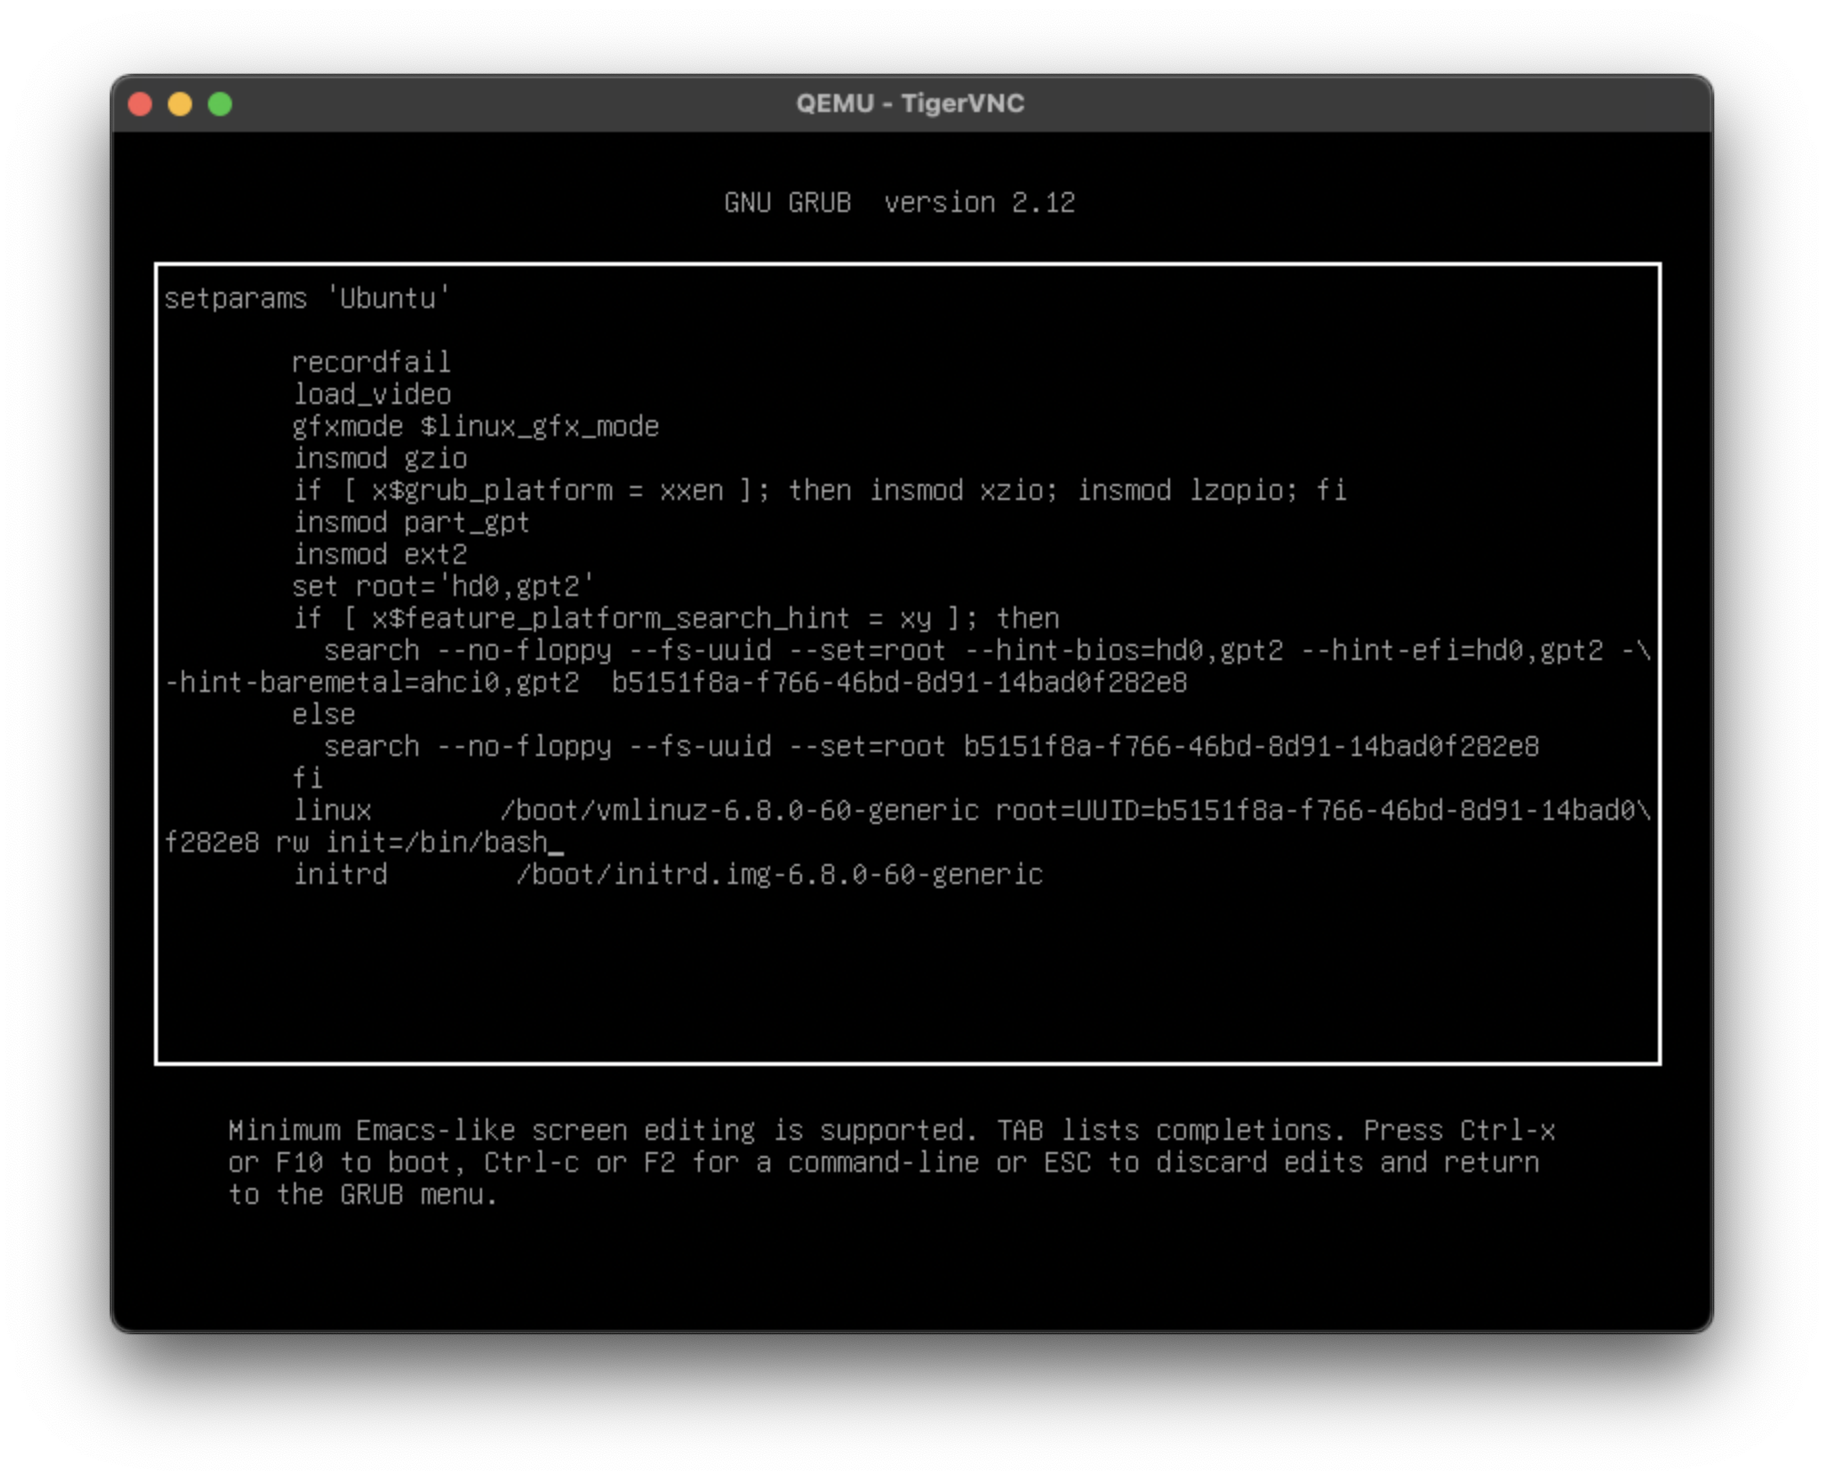 QEMU - TigerVNC
GNU GRUB  version 2.12
setparams 'Ubuntu'
recordfail
load_video
gfxmode $linux_gfx_mode
insmod gzio
if [ x$grub_platform = xxen ]; then insmod xzio; insmod lzopio; fi
insmod part_gpt
insmod ext2
set root='hd0,gpt2'
if [ x$feature_platform_search_hint = xy ]; then
search --no-floppy --fs-uuid --set=root --hint-bios=hd0,gpt2 --hint-efi=hd0,gpt2 -\
-hint-baremetal=ahci0,gpt2  b5151f8a-f766-46bd-8d91-14bad0f282e8
else
search --no-floppy --fs-uuid --set=root b5151f8a-f766-46bd-8d91-14bad0f282e8
fi
linux        /boot/vmlinuz-6.8.0-60-generic root=UUID=b5151f8a-f766-46bd-8d91-14bad0\
f282e8 rw init=/bin/bash_
initrd        /boot/initrd.img-6.8.0-60-generic
Minimum Emacs-like screen editing is supported. TAB lists completions. Press Ctrl-x
or F10 to boot, Ctrl-c or F2 for a command-line or ESC to discard edits and return
to the GRUB menu.